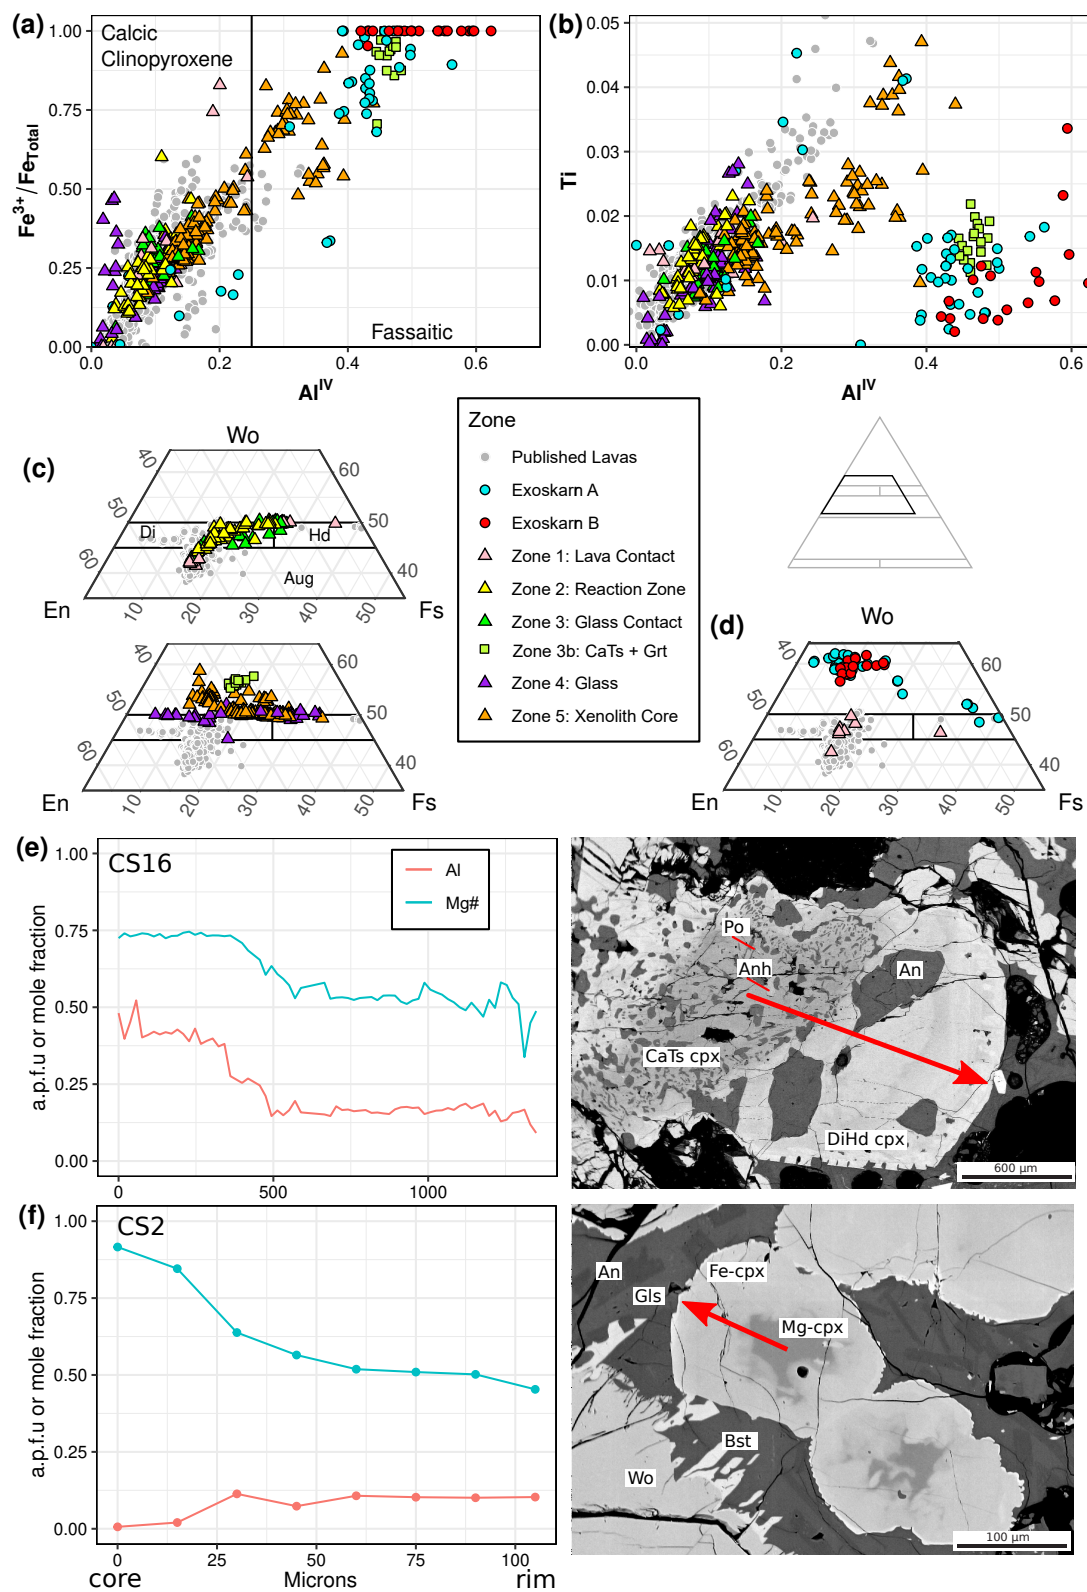 (a)
Calcic
Clinopyroxene
Fassaitic
Fe³⁺/Fe_Total
1.00
0.75
0.50
0.25
0.00
0.0
0.2
0.4
0.6
Al^IV
(b)
Ti
0.05
0.04
0.03
0.02
0.01
0.00
0.0
0.2
0.4
0.6
Al^IV
(c)
Wo
40
50
60
60
50
40
Di
Hd
Aug
En
Fs
10
20
30
40
50
40
50
60
60
50
40
En
Fs
10
20
30
40
50
Zone
Published Lavas
Exoskarn A
Exoskarn B
Zone 1: Lava Contact
Zone 2: Reaction Zone
Zone 3: Glass Contact
Zone 3b: CaTs + Grt
Zone 4: Glass
Zone 5: Xenolith Core
(d)
Wo
40
50
60
60
50
40
En
Fs
10
20
30
40
50
(e)
CS16
Al
Mg#
a.p.f.u or mole fraction
1.00
0.75
0.50
0.25
0.00
0
500
1000
Po
Anh
An
CaTs cpx
DiHd cpx
600 µm
(f)
CS2
a.p.f.u or mole fraction
1.00
0.75
0.50
0.25
0.00
0
25
50
75
100
core
Microns
rim
An
Gls
Fe-cpx
Mg-cpx
Bst
Wo
100 µm